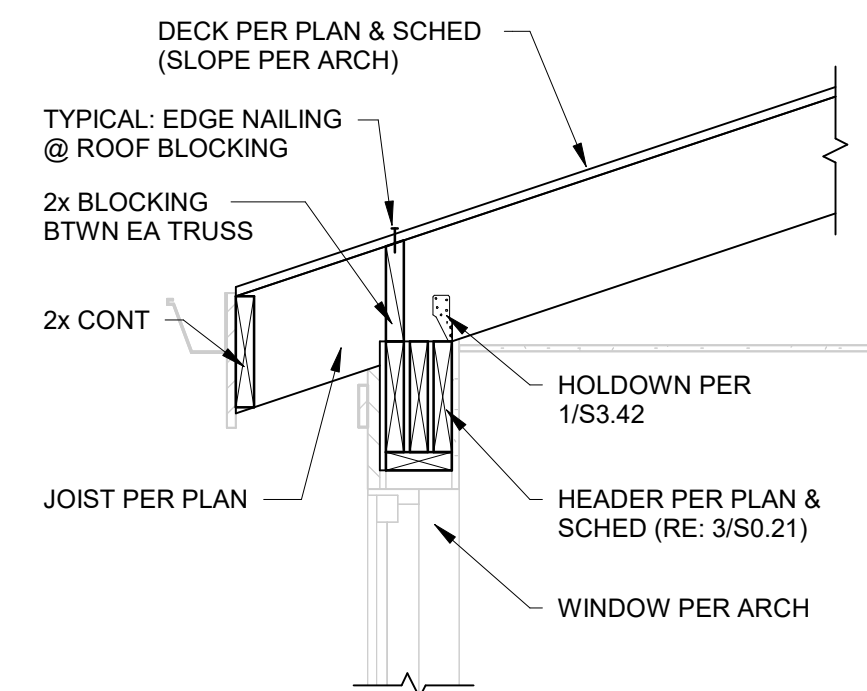 DECK PER PLAN & SCHED
(SLOPE PER ARCH)
TYPICAL: EDGE NAILING
@ ROOF BLOCKING
2x BLOCKING
BTWN EA TRUSS
2x CONT
HOLDOWN PER
1/S3.42
JOIST PER PLAN
HEADER PER PLAN &
SCHED (RE: 3/S0.21)
WINDOW PER ARCH